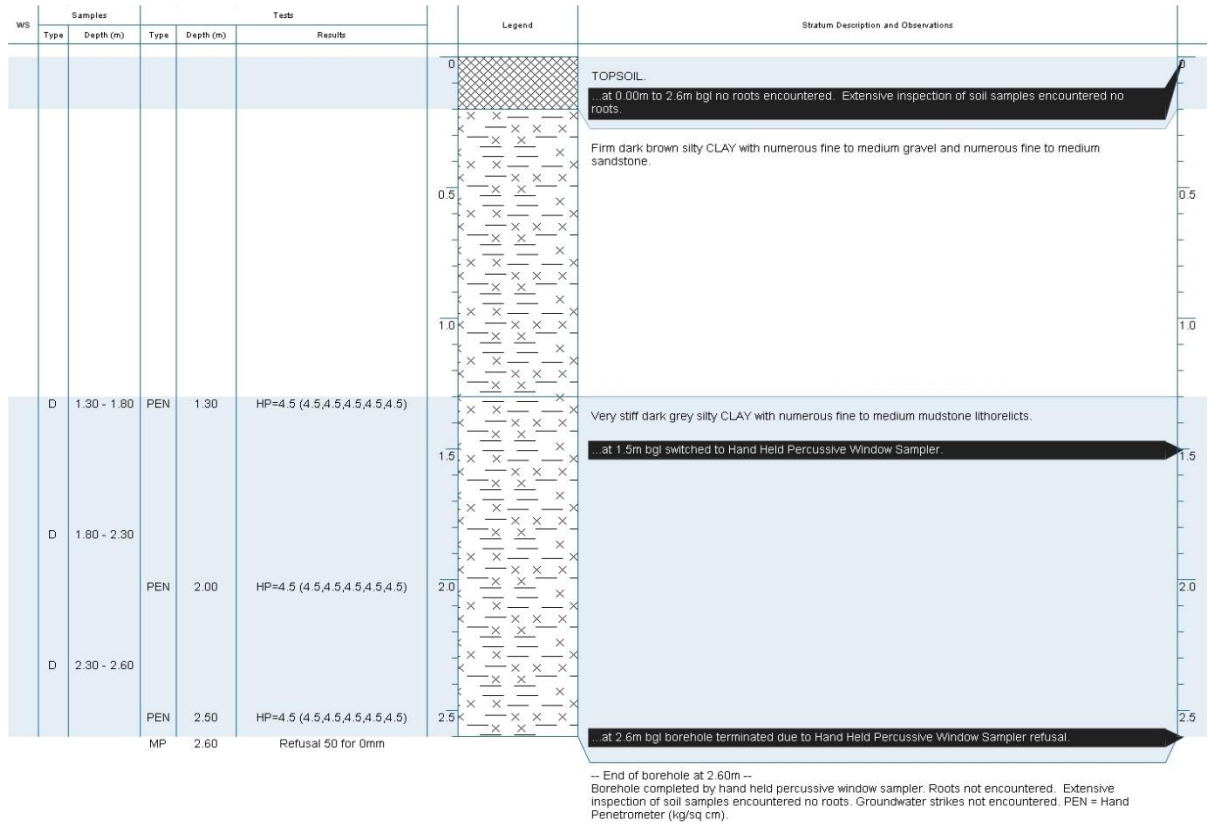 WS Samples Tests Legend Stratum Description and Observations
Type Depth (m) Type Depth (m) Results
0 0
TOPSOIL.
...at 0.00m to 2.6m bgl no roots encountered. Extensive inspection of soil samples encountered no
roots.
Firm dark brown silty CLAY with numerous fine to medium gravel and numerous fine to medium
sandstone.
0.5 0.5
1.0 1.0
D 1.30 - 1.80 PEN 1.30 HP=4.5 (4.5,4.5,4.5,4.5,4.5)
Very stiff dark grey silty CLAY with numerous fine to medium mudstone lithorelicts.
1.5 ...at 1.5m bgl switched to Hand Held Percussive Window Sampler. 1.5
D 1.80 - 2.30
PEN 2.00 HP=4.5 (4.5,4.5,4.5,4.5,4.5) 2.0 2.0
D 2.30 - 2.60
PEN 2.50 HP=4.5 (4.5,4.5,4.5,4.5,4.5) 2.5 2.5
MP 2.60 Refusal 50 for 0mm ...at 2.6m bgl borehole terminated due to Hand Held Percussive Window Sampler refusal.
-- End of borehole at 2.60m --
Borehole completed by hand held percussive window sampler. Roots not encountered. Extensive
inspection of soil samples encountered no roots. Groundwater strikes not encountered. PEN = Hand
Penetrometer (kg/sq cm).